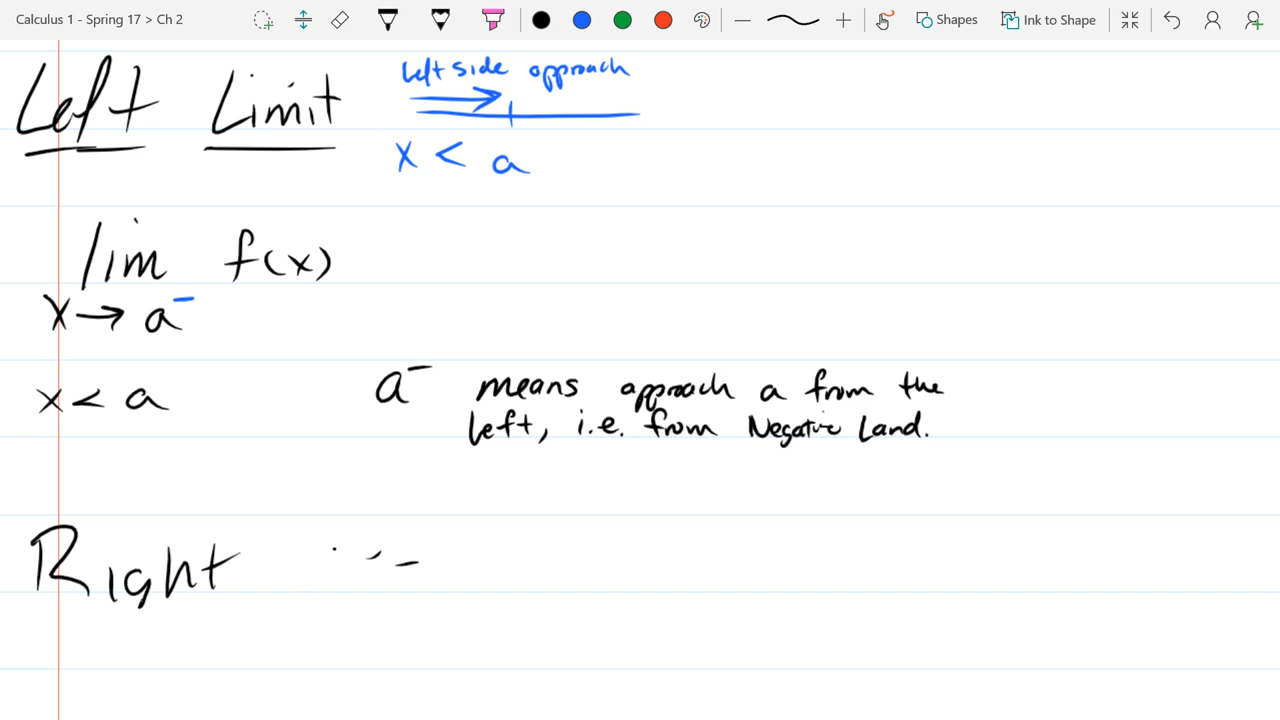 Calculus 1 - Spring 17 > Ch 2
Shapes
Ink to Shape
Left Limit
left side approach
x < a
lim f(x)
x → a⁻
x < a
a⁻ means approach a from the
left, i.e. from Negative Land.
Right